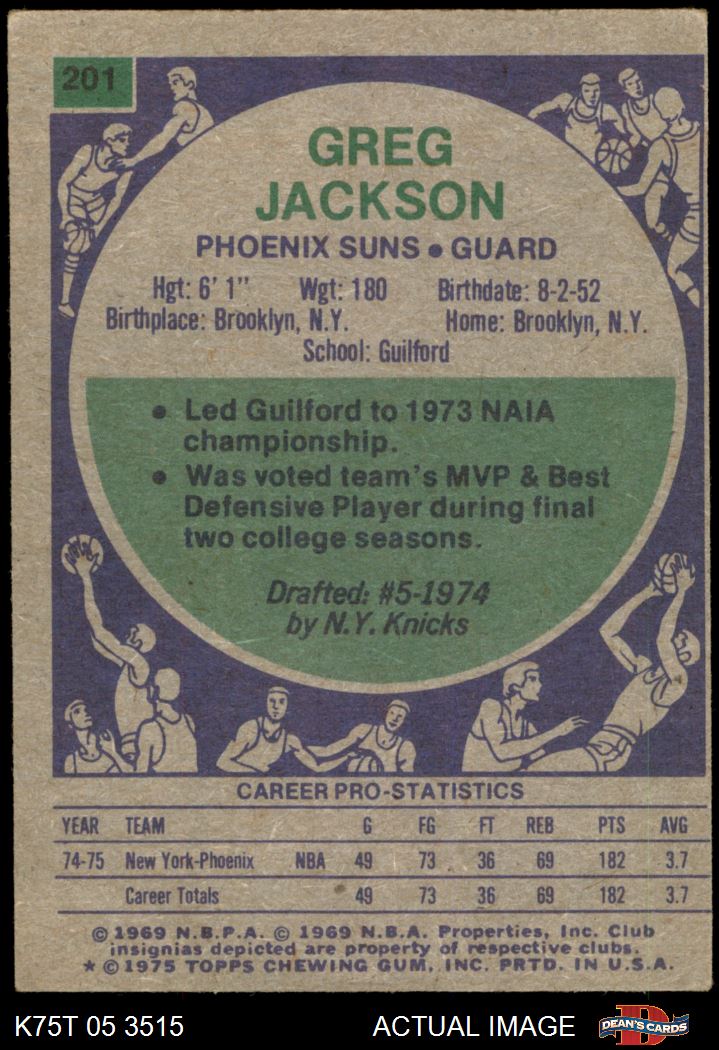 201
GREG
JACKSON
PHOENIX SUNS • GUARD
Hgt: 6' 1" Wgt: 180 Birthdate: 8-2-52
Birthplace: Brooklyn, N.Y. Home: Brooklyn, N.Y.
School: Guilford
• Led Guilford to 1973 NAIA
championship.
• Was voted team's MVP & Best
Defensive Player during final
two college seasons.
Drafted: #5-1974
by N.Y. Knicks
CAREER PRO-STATISTICS
YEAR TEAM G FG FT REB PTS AVG
74-75 New York-Phoenix NBA 49 73 36 69 182 3.7
Career Totals 49 73 36 69 182 3.7
© 1969 N.B.P.A. © 1969 N.B.A. Properties, Inc. Club
insignias depicted are property of respective clubs.
* © 1975 TOPPS CHEWING GUM, INC. PRTD. IN U.S.A.
K75T 05 3515 ACTUAL IMAGE D DEAN'S CARDS